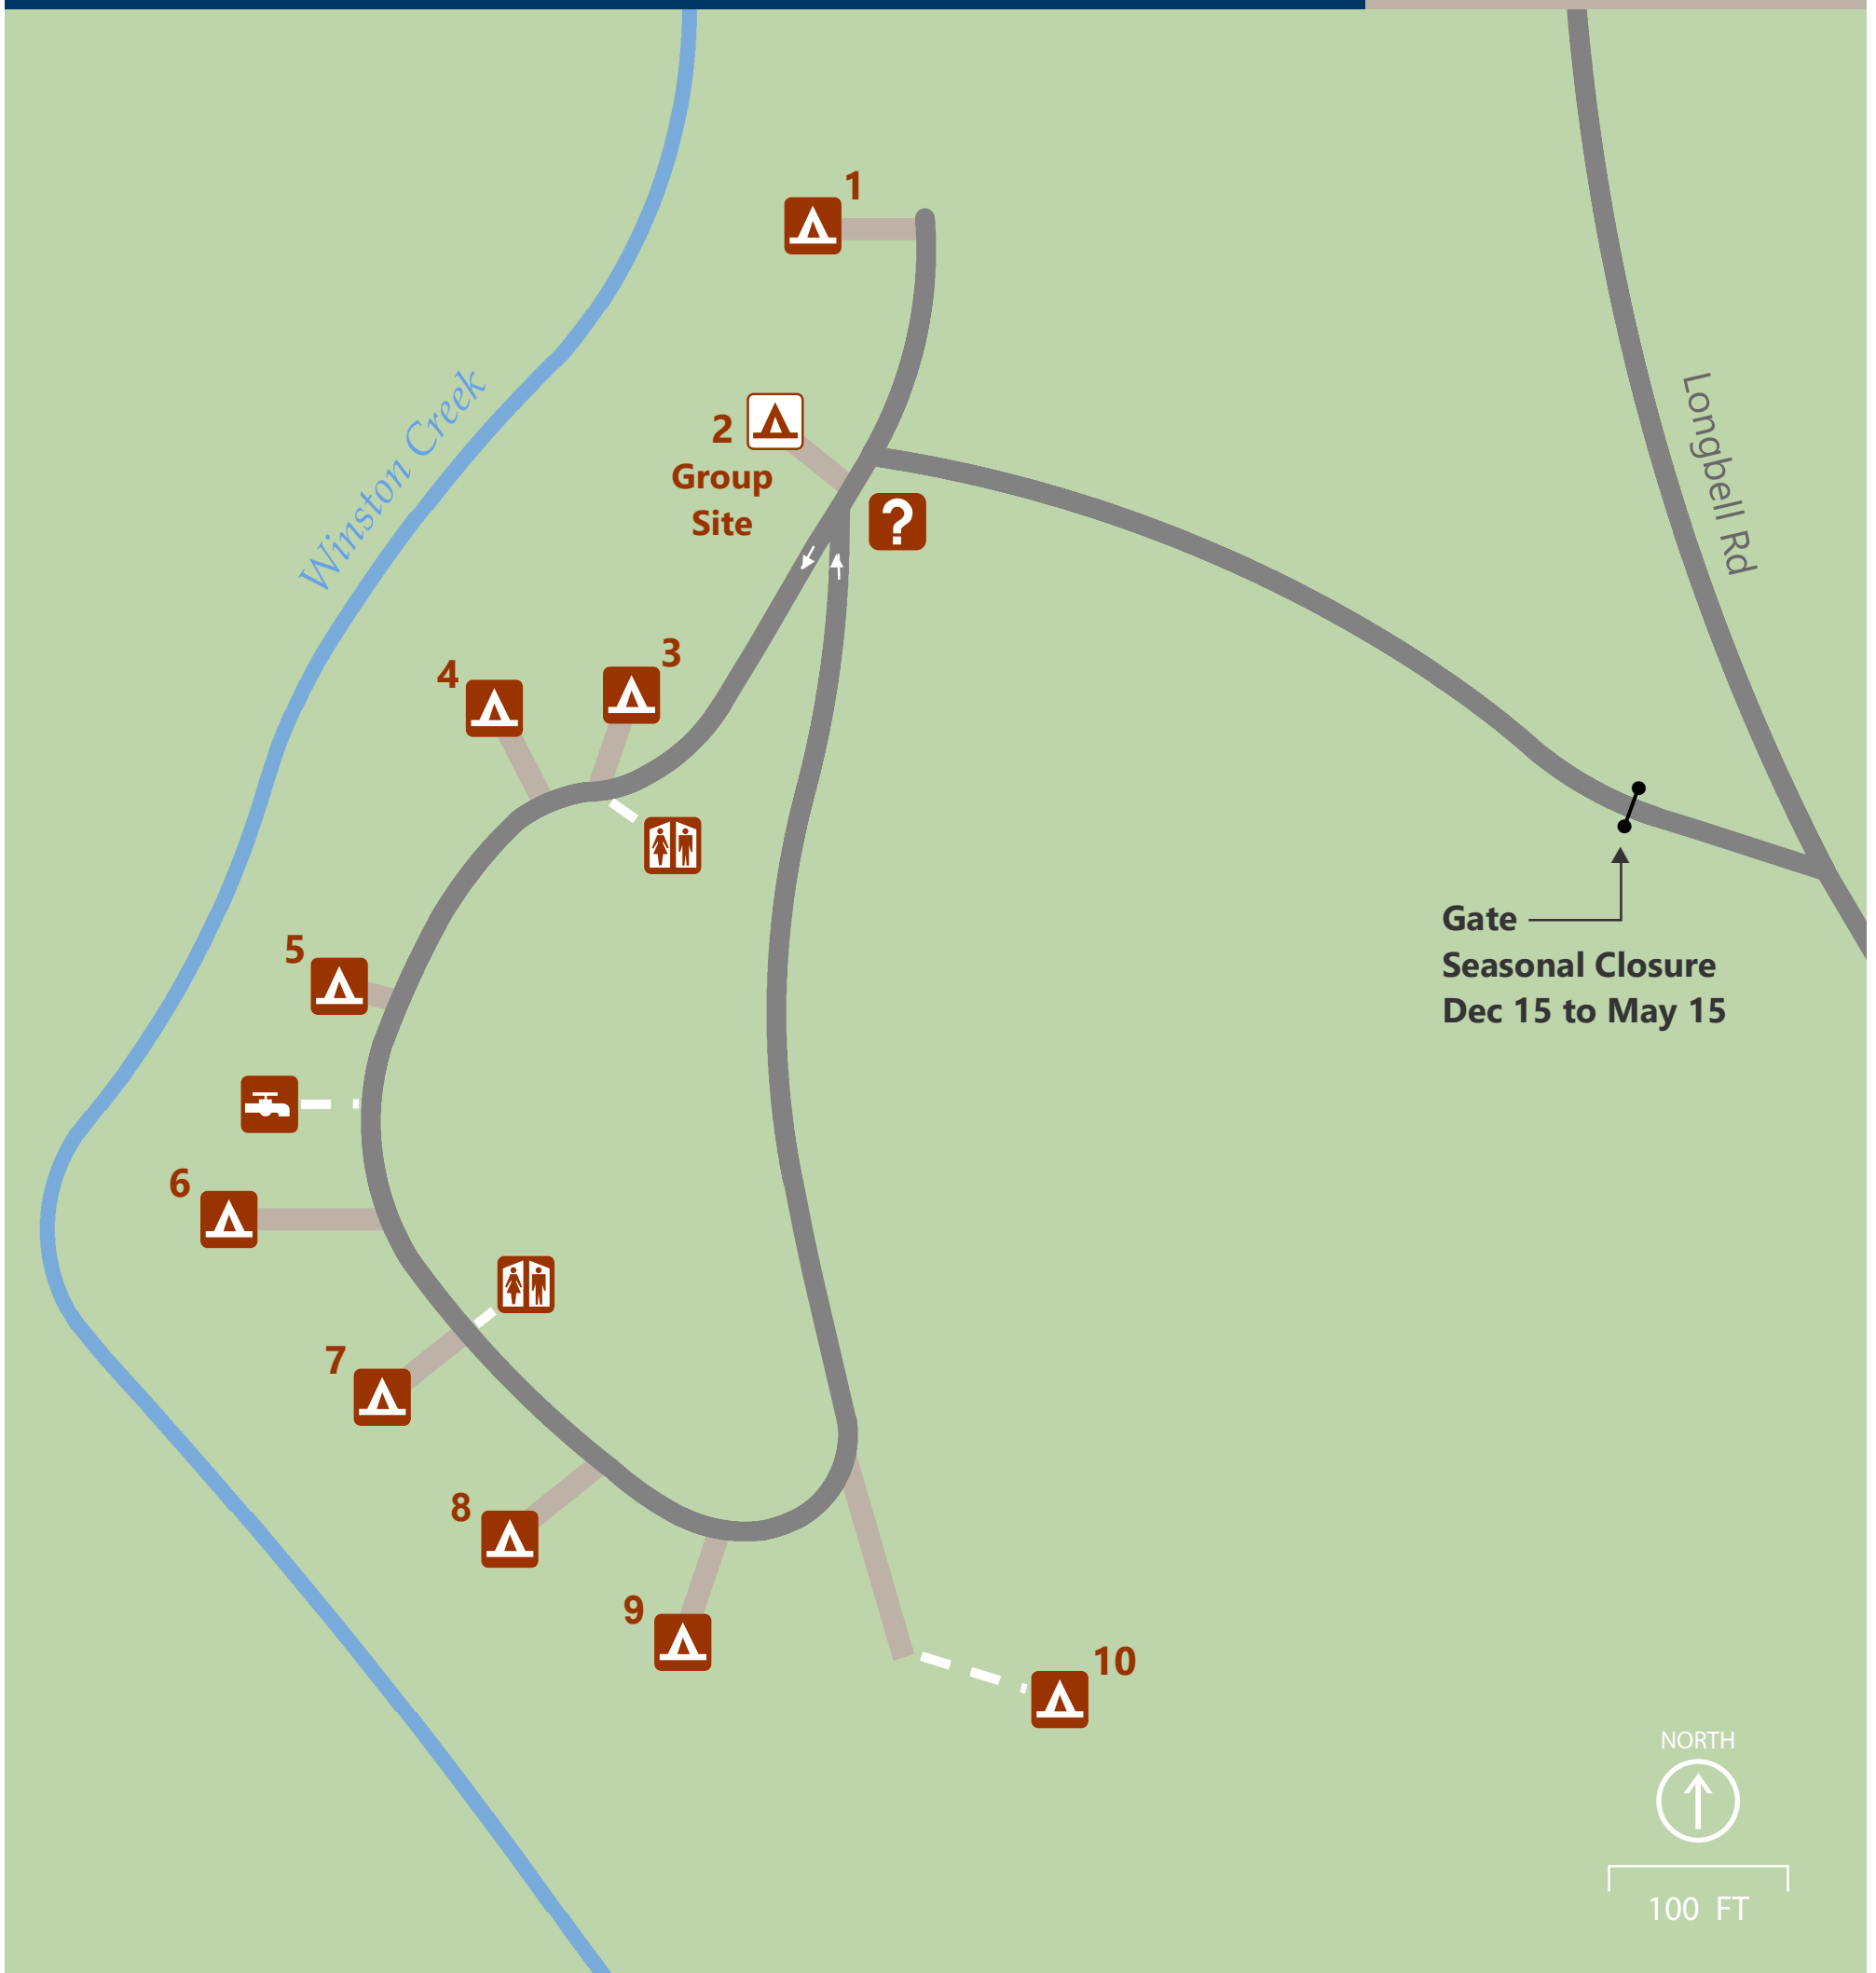 1
Winston Creek
Longbell Rd
2
Group
Site
?
3
4
Gate
Seasonal Closure
Dec 15 to May 15
5
6
7
8
9
10
NORTH
100 FT